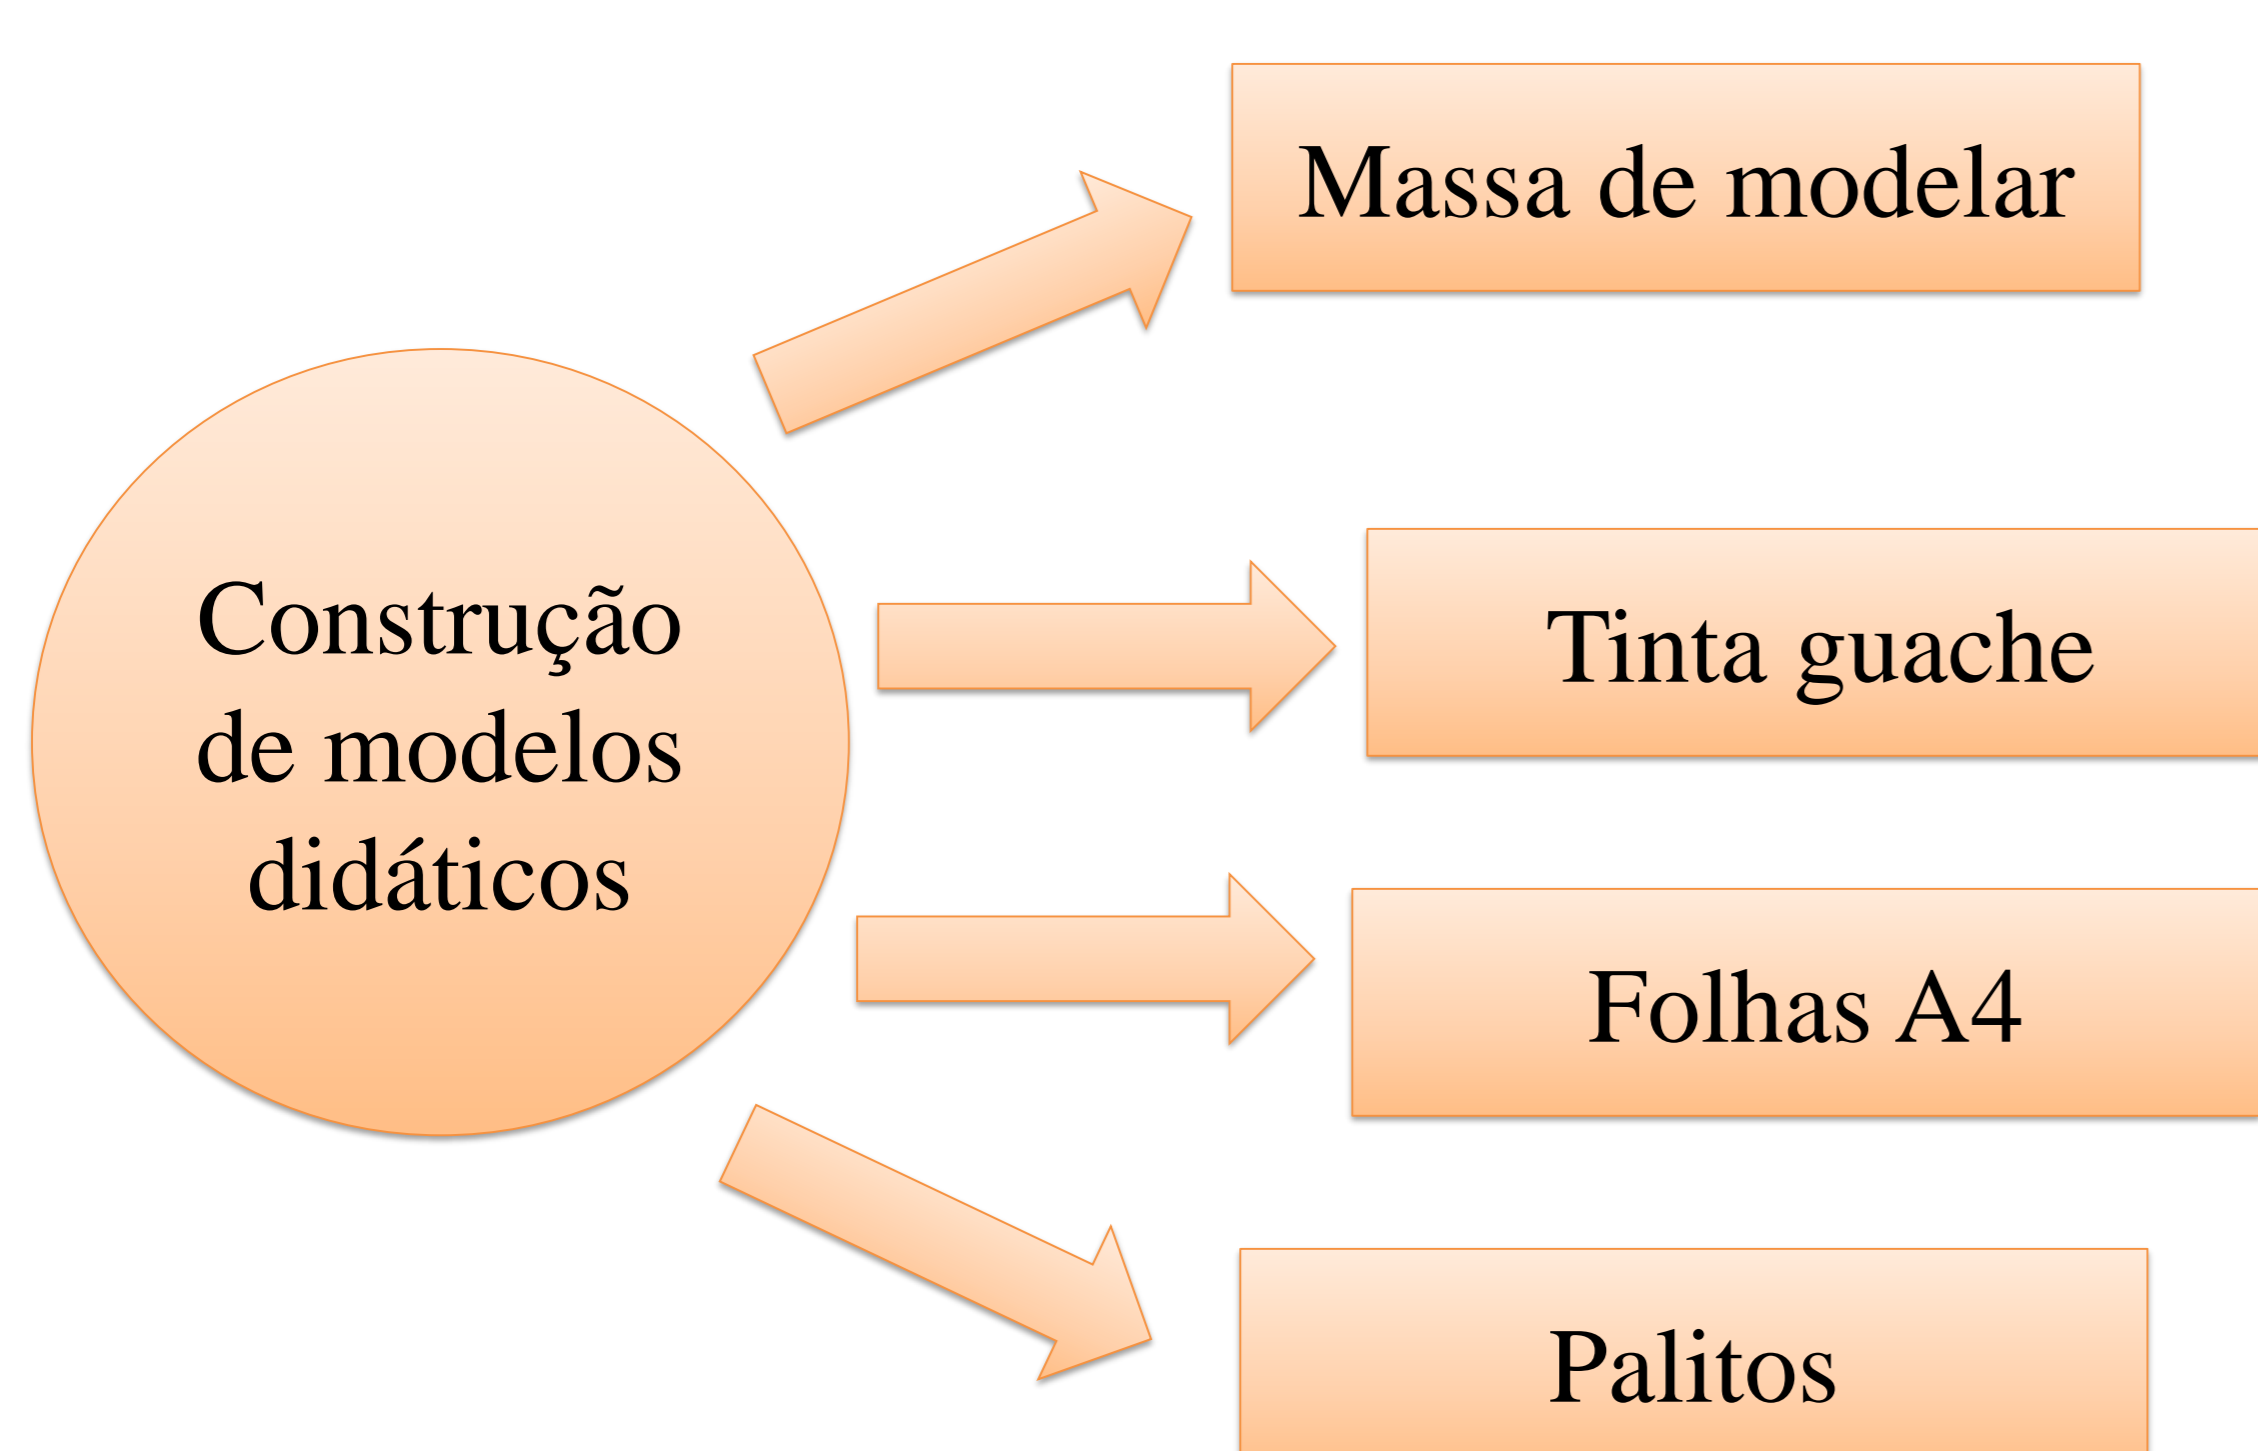 Massa de modelar
Construção
de modelos
didáticos
Tinta guache
Folhas A4
Palitos